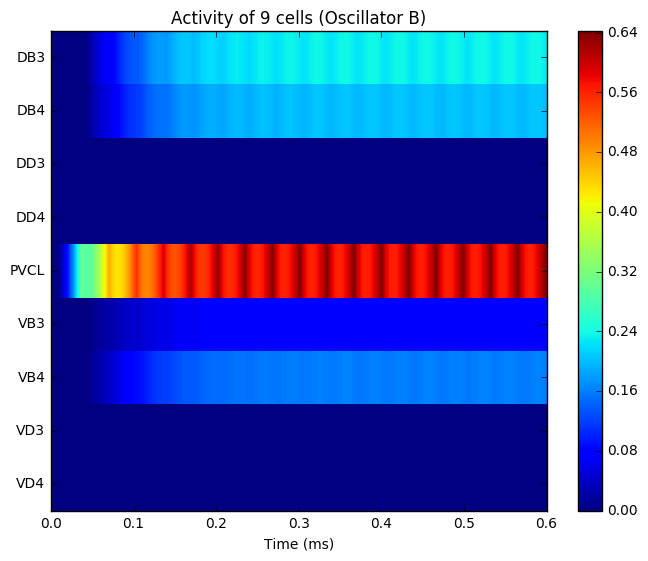 Activity of 9 cells (Oscillator B)
DB3
DB4
DD3
DD4
PVCL
VB3
VB4
VD3
VD4
0.0 0.1 0.2 0.3 0.4 0.5 0.6
Time (ms)
0.64
0.56
0.48
0.40
0.32
0.24
0.16
0.08
0.00